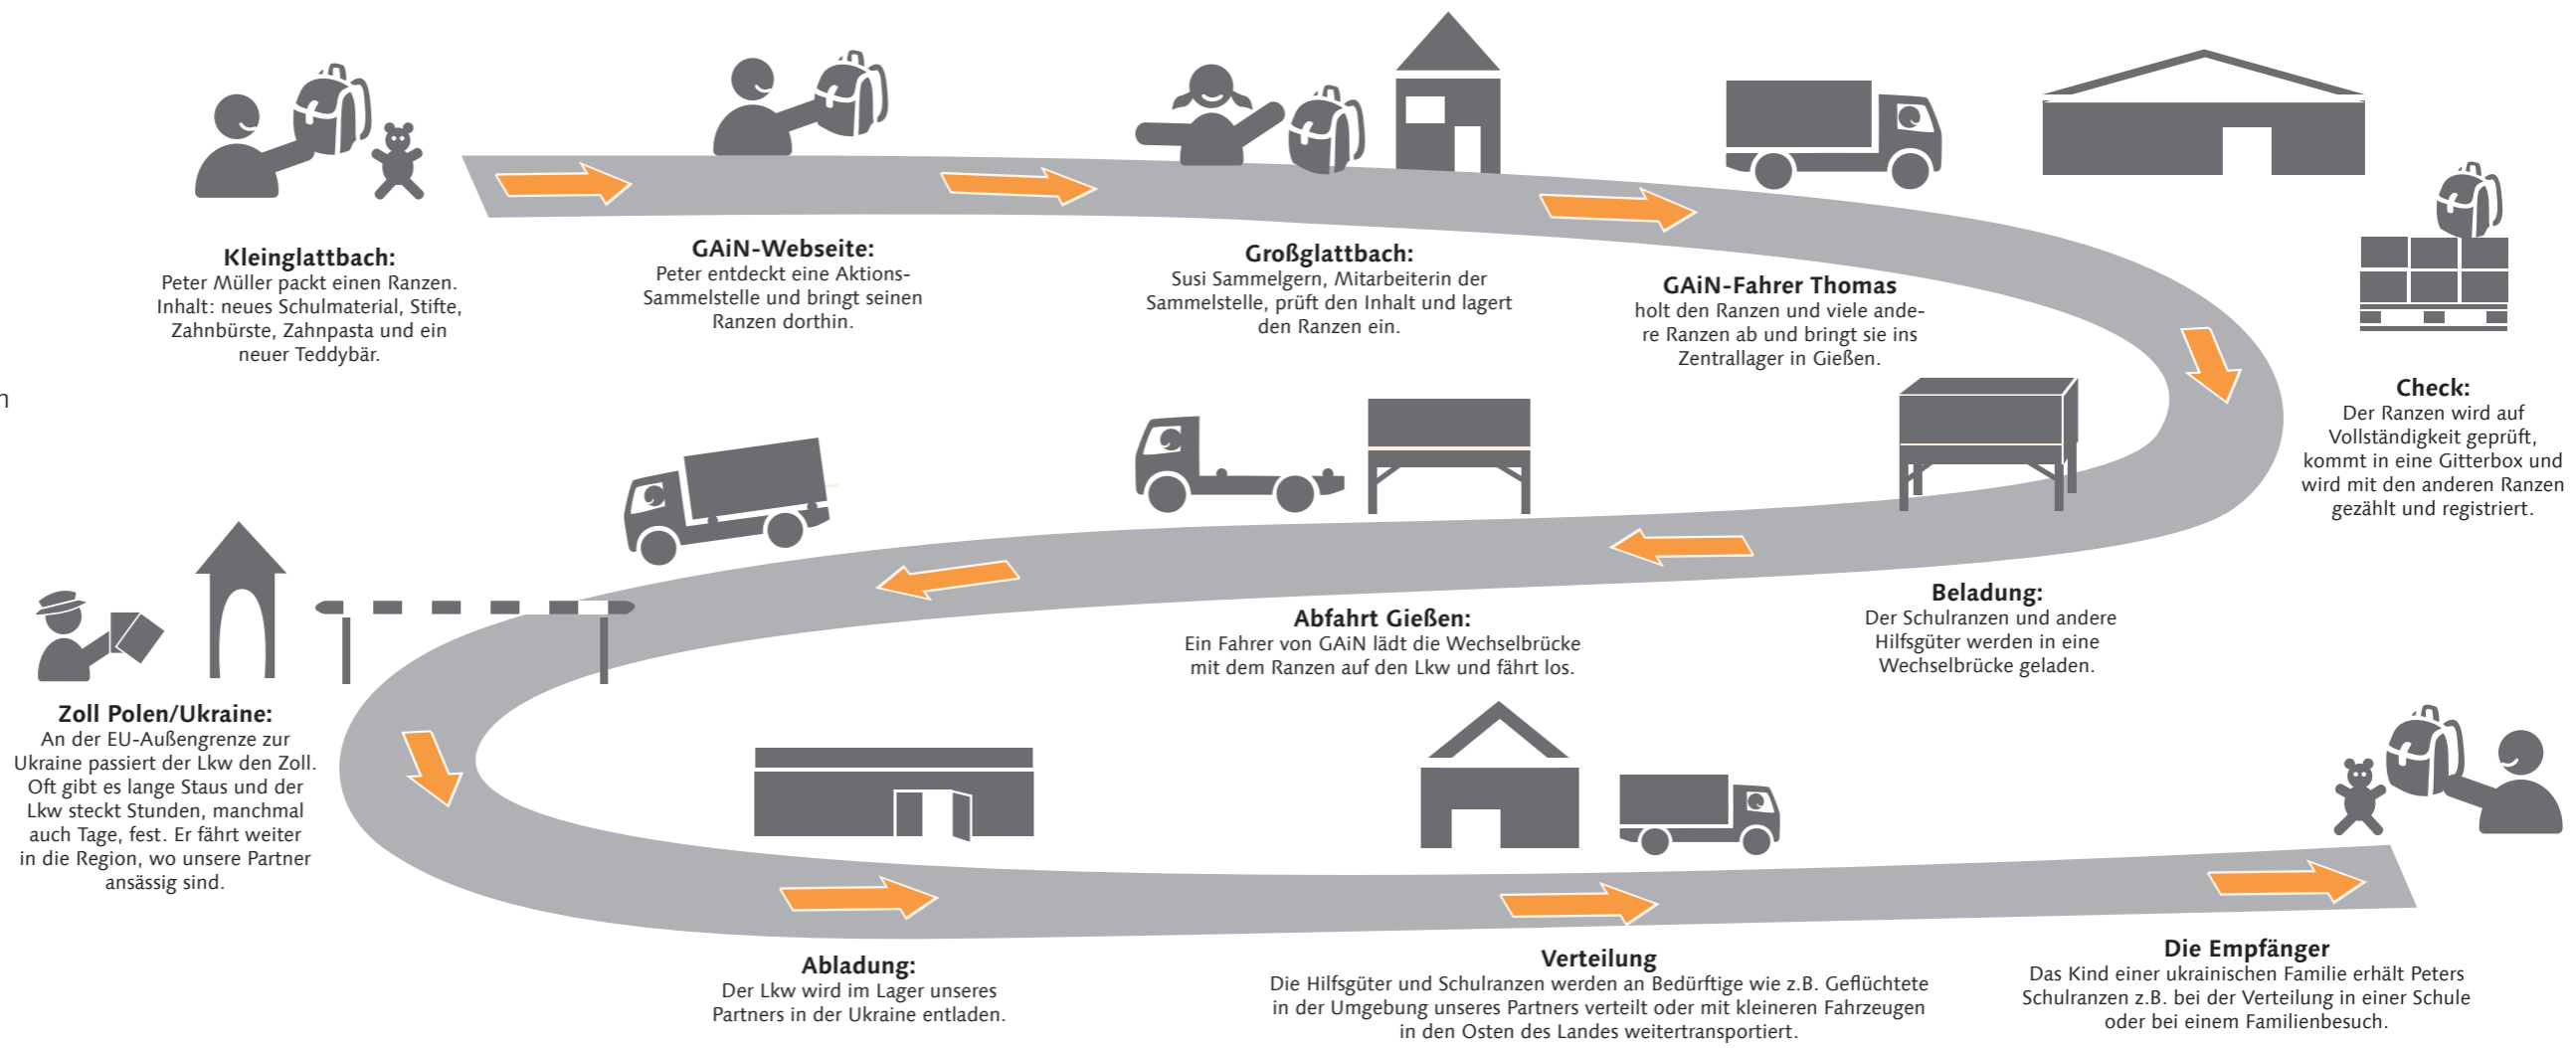 Kleinglattbach:
Peter Müller packt einen Ranzen.
Inhalt: neues Schulmaterial, Stifte,
Zahnbürste, Zahnpasta und ein
neuer Teddybär.
GAiN-Webseite:
Peter entdeckt eine Aktions-
Sammelstelle und bringt seinen
Ranzen dorthin.
Großglattbach:
Susi Sammelgern, Mitarbeiterin der
Sammelstelle, prüft den Inhalt und lagert
den Ranzen ein.
GAiN-Fahrer Thomas
holt den Ranzen und viele ande-
re Ranzen ab und bringt sie ins
Zentrallager in Gießen.
Check:
Der Ranzen wird auf
Vollständigkeit geprüft,
kommt in eine Gitterbox und
wird mit den anderen Ranzen
gezählt und registriert.
n
Beladung:
Der Schulranzen und andere
Hilfsgüter werden in eine
Wechselbrücke geladen.
Abfahrt Gießen:
Ein Fahrer von GAiN lädt die Wechselbrücke
mit dem Ranzen auf den Lkw und fährt los.
Zoll Polen/Ukraine:
An der EU-Außengrenze zur
Ukraine passiert der Lkw den Zoll.
Oft gibt es lange Staus und der
Lkw steckt Stunden, manchmal
auch Tage, fest. Er fährt weiter
in die Region, wo unsere Partner
ansässig sind.
Abladung:
Der Lkw wird im Lager unseres
Partners in der Ukraine entladen.
Verteilung
Die Hilfsgüter und Schulranzen werden an Bedürftige wie z.B. Geflüchtete
in der Umgebung unseres Partners verteilt oder mit kleineren Fahrzeugen
in den Osten des Landes weitertransportiert.
Die Empfänger
Das Kind einer ukrainischen Familie erhält Peters
Schulranzen z.B. bei der Verteilung in einer Schule
oder bei einem Familienbesuch.